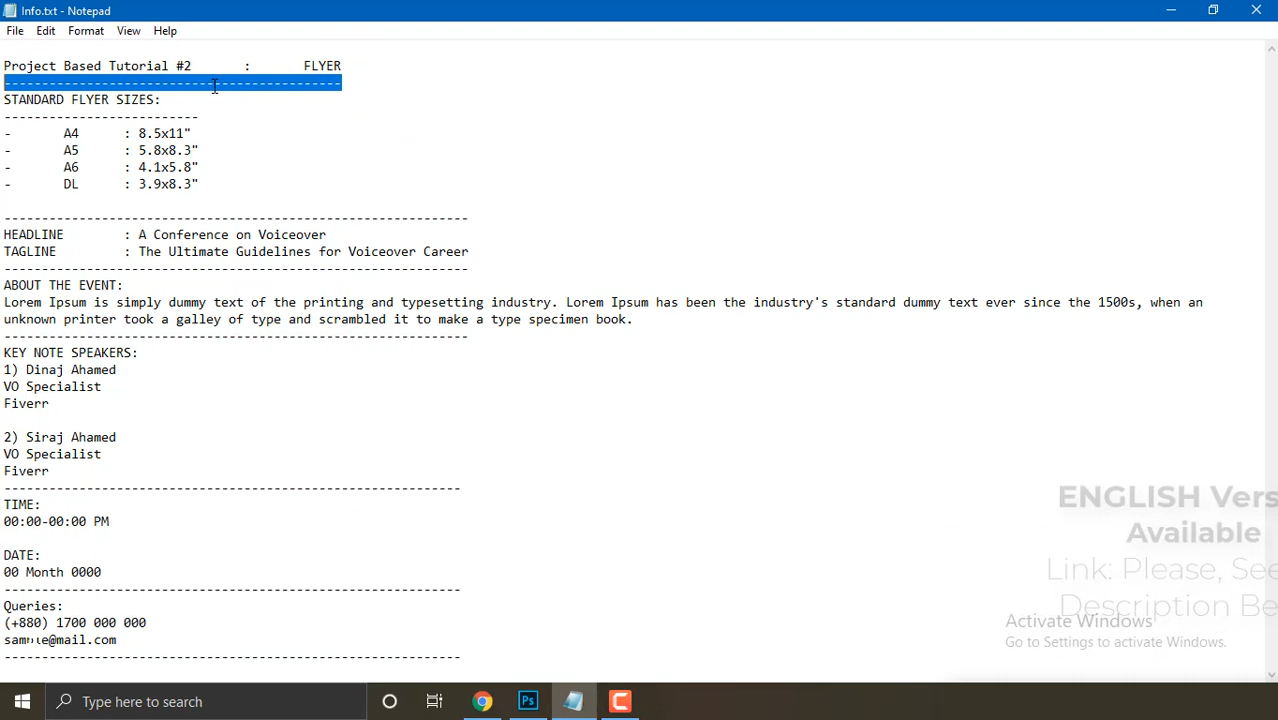 Info.txt - Notepad
File Edit Format View Help
Project Based Tutorial #2 : FLYER
---------------------------------------------
STANDARD FLYER SIZES:
--------------------------
- A4 : 8.5x11"
- A5 : 5.8x8.3"
- A6 : 4.1x5.8"
- DL : 3.9x8.3"
--------------------------------------------------------------
HEADLINE : A Conference on Voiceover
TAGLINE : The Ultimate Guidelines for Voiceover Career
--------------------------------------------------------------
ABOUT THE EVENT:
Lorem Ipsum is simply dummy text of the printing and typesetting industry. Lorem Ipsum has been the industry's standard dummy text ever since the 1500s, when an
unknown printer took a galley of type and scrambled it to make a type specimen book.
--------------------------------------------------------------
KEY NOTE SPEAKERS:
1) Dinaj Ahamed
VO Specialist
Fiverr
2) Siraj Ahamed
VO Specialist
Fiverr
-------------------------------------------------------------
TIME:
00:00-00:00 PM
DATE:
00 Month 0000
-------------------------------------------------------------
Queries:
(+880) 1700 000 000
sample@mail.com
-------------------------------------------------------------
ENGLISH Vers
Available
Link: Please, See
Description Be
Activate Windows
Go to Settings to activate Windows.
Type here to search
Ps